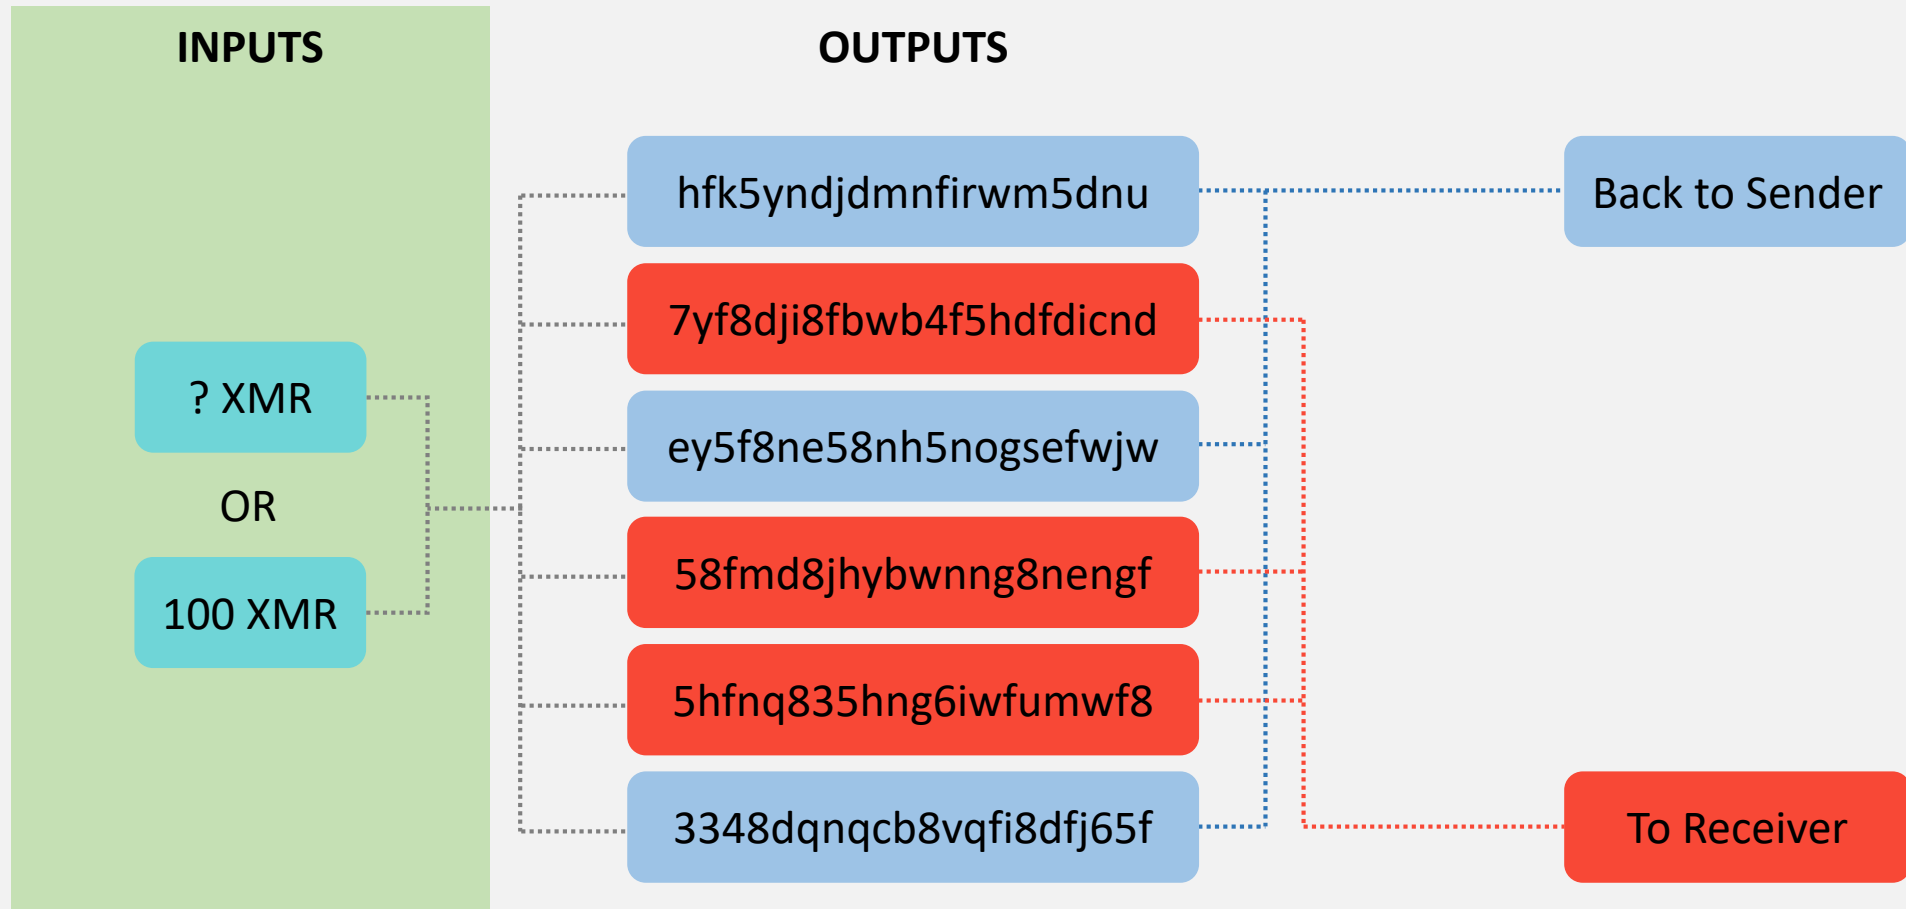 INPUTS
OUTPUTS
hfk5yndjdmnfirwm5dnu
Back to Sender
7yf8dji8fbwb4f5hdfdicnd
? XMR
ey5f8ne58nh5nogsefwjw
OR
58fmd8jhybwnng8nengf
100 XMR
5hfnq835hng6iwfumwf8
3348dqnqcb8vqfi8dfj65f
To Receiver